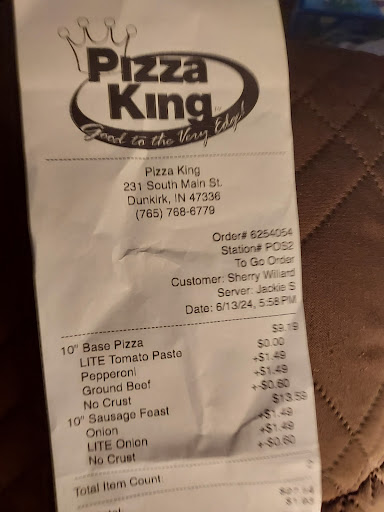 Pizza
King
Good to the Very Edge!
Pizza King
231 South Main St.
Dunkirk, IN 47336
(765) 768-6779
Order# 6254054
Station# POS2
To Go Order
Customer: Sherry Willard
Server: Jackie S
Date: 6/13/24, 5:58 PM
10" Base Pizza $9.19
LITE Tomato Paste $0.00
Pepperoni +$1.49
Ground Beef +$1.49
No Crust +-$0.60
10" Sausage Feast $13.59
Onion +$1.49
LITE Onion +$1.49
No Crust +-$0.60
Total Item Count 2